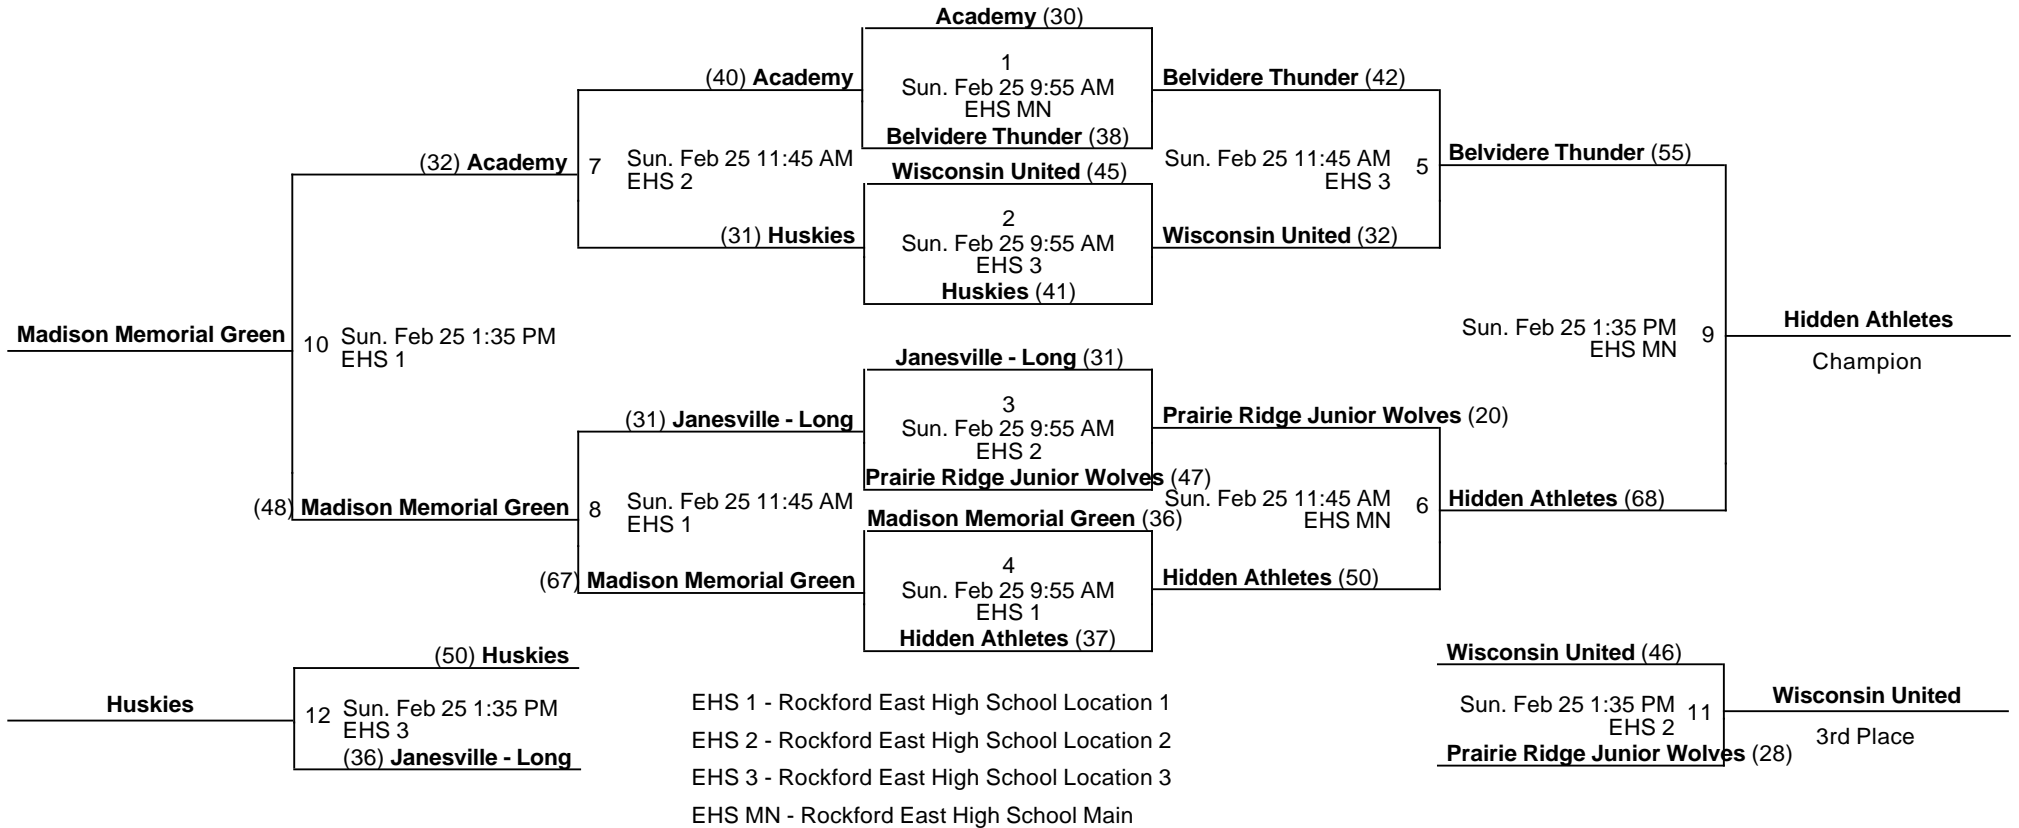 Academy (30)
1
Sun. Feb 25 9:55 AM
EHS MN
Belvidere Thunder (38)
(40) Academy
Belvidere Thunder (42)
(32) Academy
7 Sun. Feb 25 11:45 AM
EHS 2
Wisconsin United (45)
Sun. Feb 25 11:45 AM 5
EHS 3
Belvidere Thunder (55)
2
Sun. Feb 25 9:55 AM
EHS 3
Huskies (41)
(31) Huskies
Wisconsin United (32)
Madison Memorial Green
10 Sun. Feb 25 1:35 PM
EHS 1
Sun. Feb 25 1:35 PM 9
EHS MN
Hidden Athletes
Champion
Janesville - Long (31)
3
Sun. Feb 25 9:55 AM
EHS 2
Prairie Ridge Junior Wolves (47)
(31) Janesville - Long
Prairie Ridge Junior Wolves (20)
(48) Madison Memorial Green
8 Sun. Feb 25 11:45 AM
EHS 1
Sun. Feb 25 11:45 AM 6
EHS MN
Hidden Athletes (68)
Madison Memorial Green (36)
4
Sun. Feb 25 9:55 AM
EHS 1
Hidden Athletes (37)
(67) Madison Memorial Green
Hidden Athletes (50)
(50) Huskies
Huskies
12 Sun. Feb 25 1:35 PM
EHS 3
(36) Janesville - Long
EHS 1 - Rockford East High School Location 1
EHS 2 - Rockford East High School Location 2
EHS 3 - Rockford East High School Location 3
EHS MN - Rockford East High School Main
Wisconsin United (46)
Sun. Feb 25 1:35 PM 11
EHS 2
Prairie Ridge Junior Wolves (28)
Wisconsin United
3rd Place